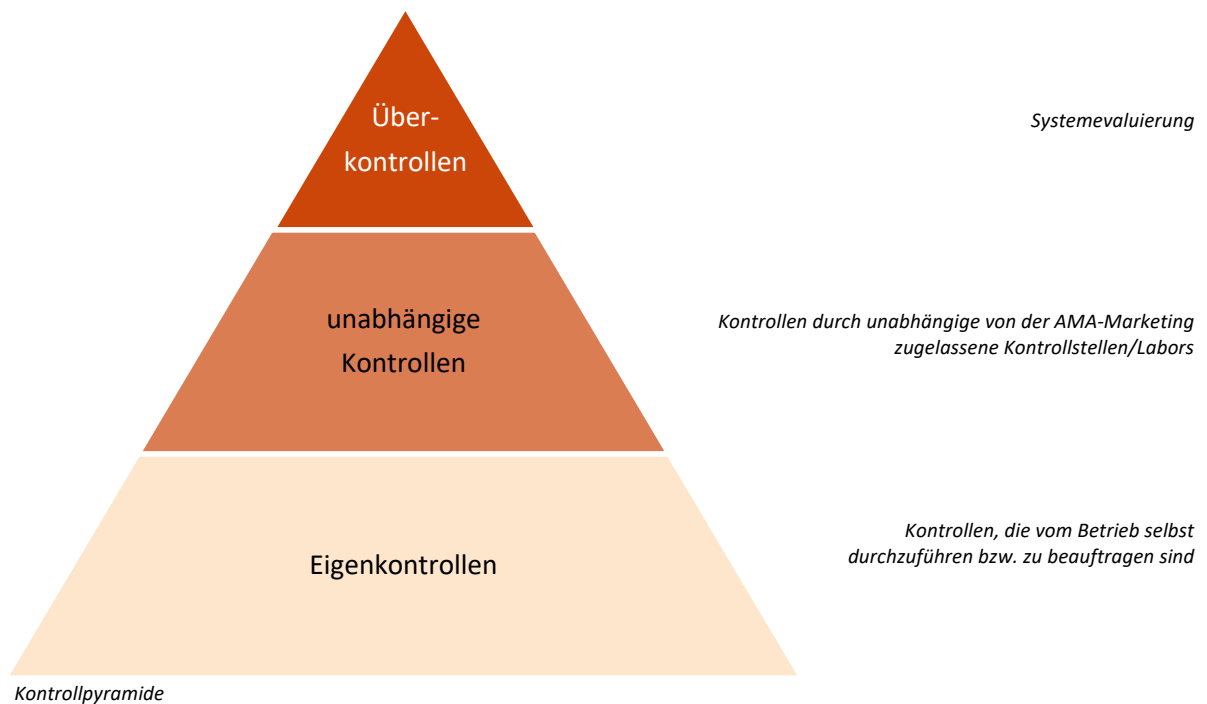 Über-
kontrollen
Systemevaluierung
unabhängige
Kontrollen
Kontrollen durch unabhängige von der AMA-Marketing
zugelassene Kontrollstellen/Labors
Eigenkontrollen
Kontrollen, die vom Betrieb selbst
durchzuführen bzw. zu beauftragen sind
Kontrollpyramide